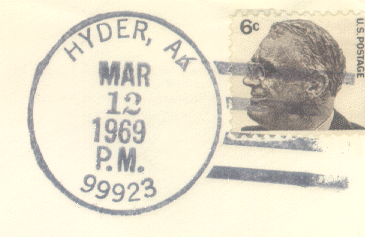 HYDER, AK
MAR
12
1969
P.M.
99923
6c
U.S. POSTAGE